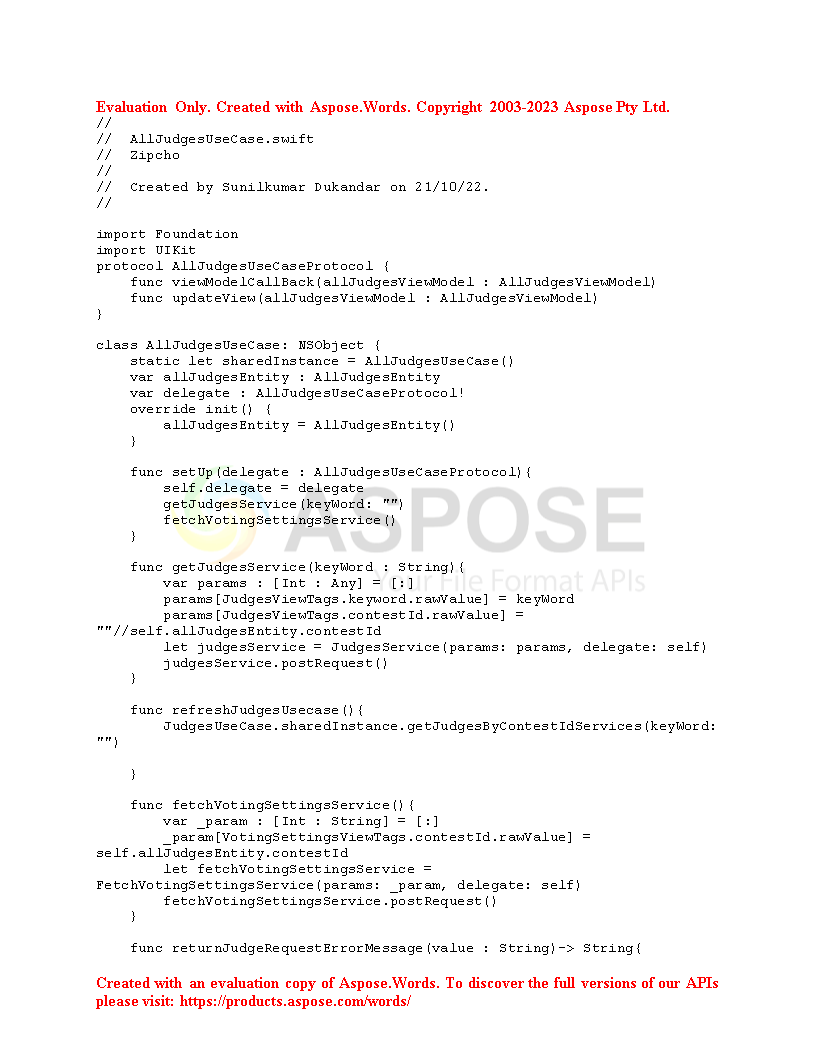 Evaluation Only. Created with Aspose.Words. Copyright 2003-2023 Aspose Pty Ltd.
//
//  AllJudgesUseCase.swift
//  Zipcho
//
//  Created by Sunilkumar Dukandar on 21/10/22.
//

import Foundation
import UIKit
protocol AllJudgesUseCaseProtocol {
    func viewModelCallBack(allJudgesViewModel : AllJudgesViewModel)
    func updateView(allJudgesViewModel : AllJudgesViewModel)
}

class AllJudgesUseCase: NSObject {
    static let sharedInstance = AllJudgesUseCase()
    var allJudgesEntity : AllJudgesEntity
    var delegate : AllJudgesUseCaseProtocol!
    override init() {
        allJudgesEntity = AllJudgesEntity()
    }

    func setUp(delegate : AllJudgesUseCaseProtocol){
        self.delegate = delegate
        getJudgesService(keyWord: "")
        fetchVotingSettingsService()
    }
ASPOSE
Your File Format APIs

    func getJudgesService(keyWord : String){
        var params : [Int : Any] = [:]
        params[JudgesViewTags.keyword.rawValue] = keyWord
        params[JudgesViewTags.contestId.rawValue] =
""//self.allJudgesEntity.contestId
        let judgesService = JudgesService(params: params, delegate: self)
        judgesService.postRequest()
    }

    func refreshJudgesUsecase(){
        JudgesUseCase.sharedInstance.getJudgesByContestIdServices(keyWord:
"")

    }

    func fetchVotingSettingsService(){
        var _param : [Int : String] = [:]
        _param[VotingSettingsViewTags.contestId.rawValue] =
self.allJudgesEntity.contestId
        let fetchVotingSettingsService =
FetchVotingSettingsService(params: _param, delegate: self)
        fetchVotingSettingsService.postRequest()
    }

    func returnJudgeRequestErrorMessage(value : String)-> String{

Created with an evaluation copy of Aspose.Words. To discover the full versions of our APIs
please visit: https://products.aspose.com/words/